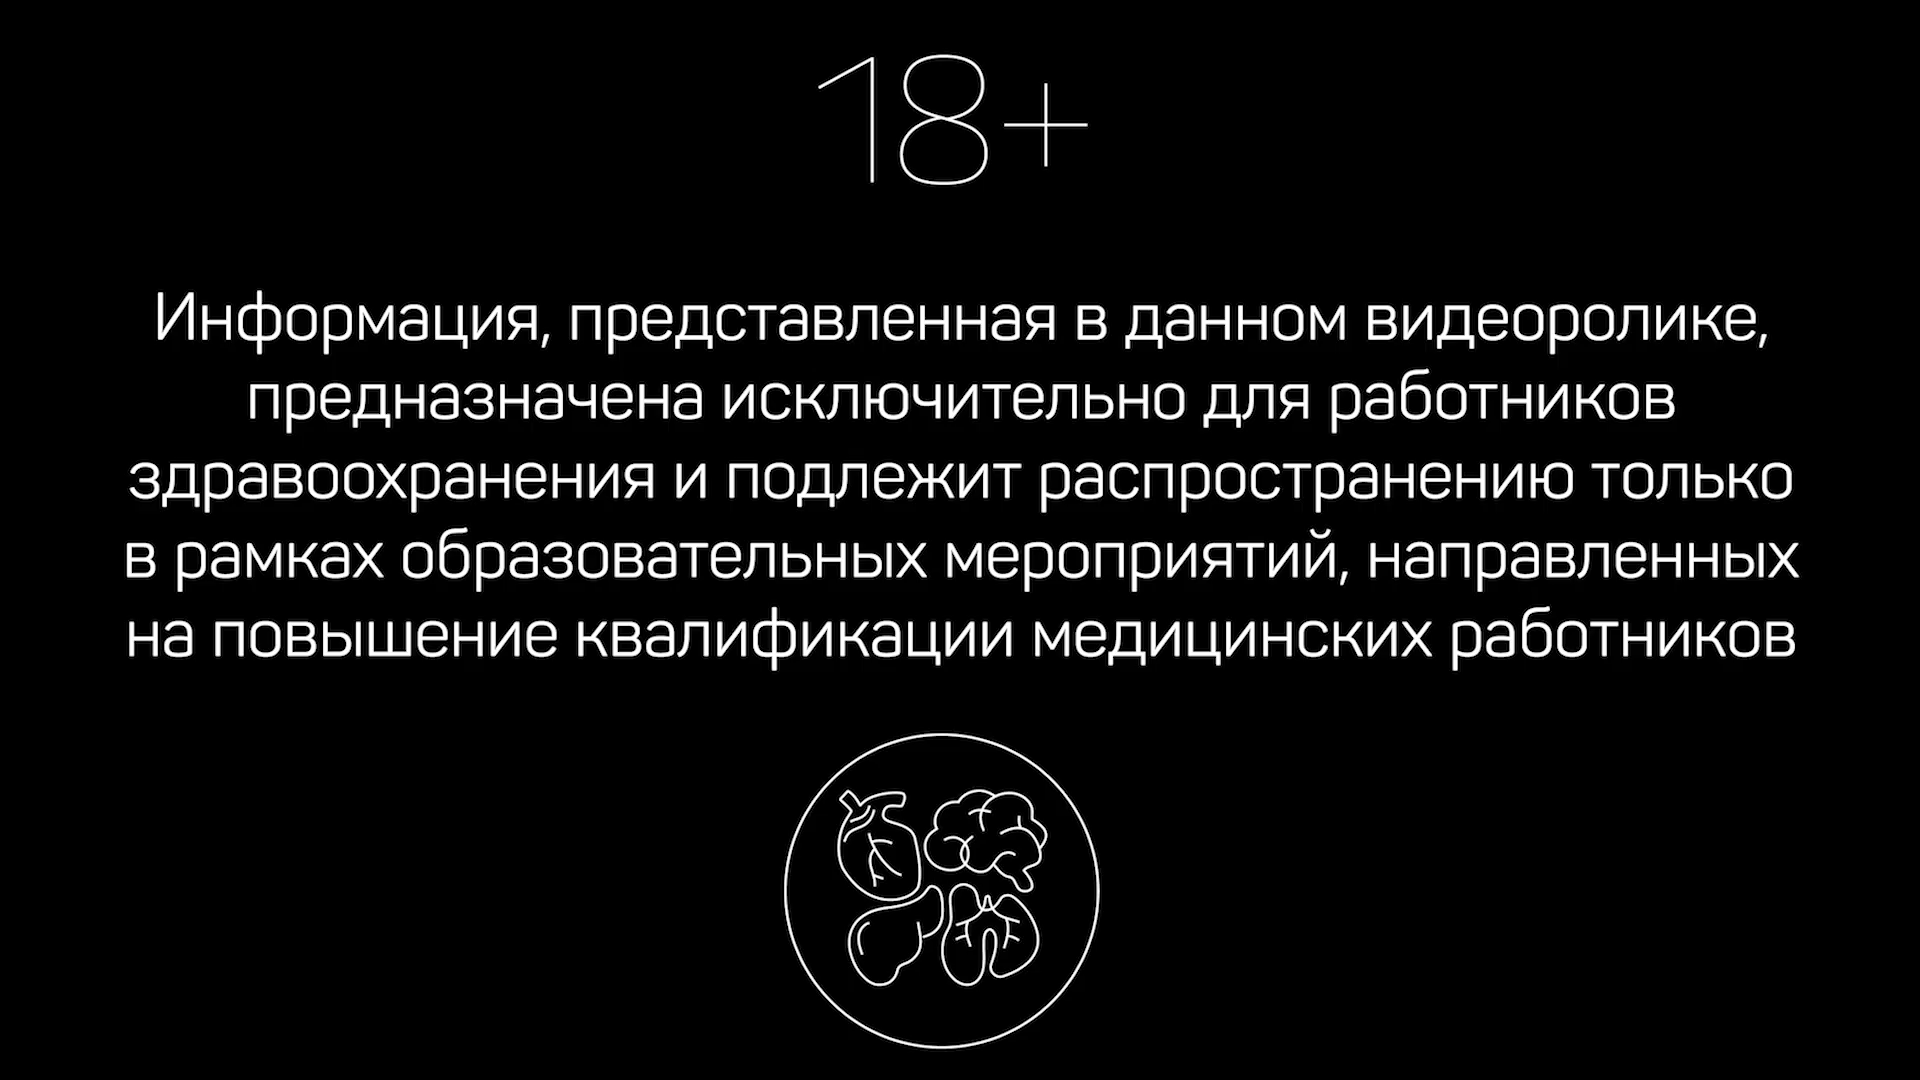 18+
Информация, представленная в данном видеоролике,
предназначена исключительно для работников
здравоохранения и подлежит распространению только
в рамках образовательных мероприятий, направленных
на повышение квалификации медицинских работников